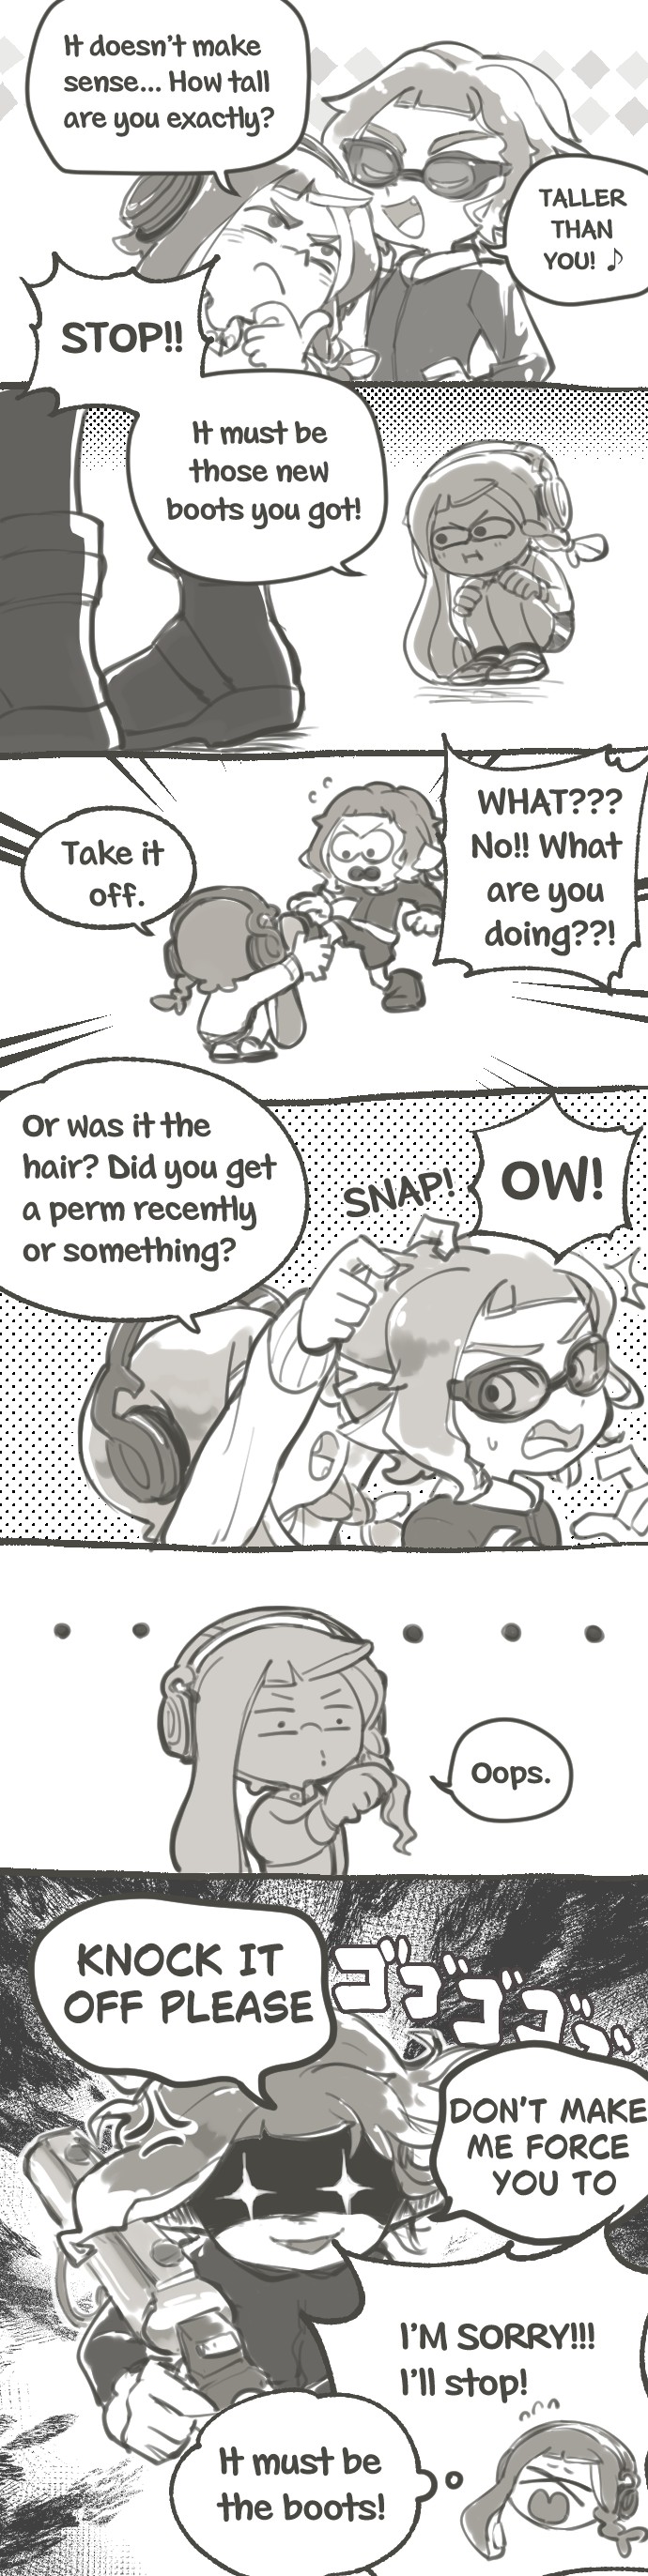 It doesn't make
sense... How tall
are you exactly?
TALLER
THAN
YOU! ♪
STOP!!
It must be
those new
boots you got!
Take it
off.
WHAT???
No!! What
are you
doing??!
Or was it the
hair? Did you get
a perm recently
or something?
SNAP!
OW!
Oops.
KNOCK IT
OFF PLEASE
ゴゴゴゴ
DON'T MAKE
ME FORCE
YOU TO
I'M SORRY!!!
I'll stop!
It must be
the boots!